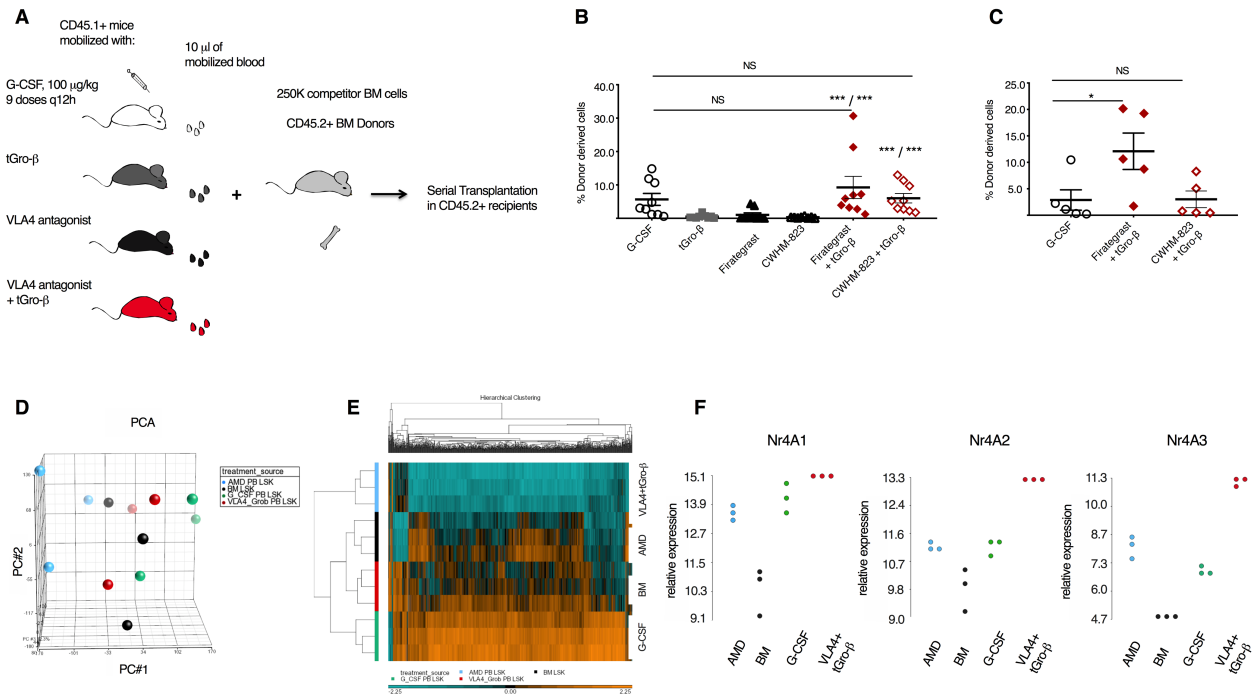 A
CD45.1+ mice
mobilized with:
10 µl of
mobilized blood
G-CSF, 100 µg/kg
9 doses q12h
250K competitor BM cells
CD45.2+ BM Donors
tGro-β
+
Serial Transplantation
in CD45.2+ recipients
VLA4 antagonist
VLA4 antagonist
+ tGro-β
B
NS
NS
*** / ***
*** / ***
% Donor derived cells
40.0
30.0
20.0
10.0
G-CSF
tGro-β
Firategrast
CWHM-823
Firategrast
+ tGro-β
CWHM-823 + tGro-β
C
NS
*
% Donor derived cells
25.0
20.0
15.0
10.0
5.0
G-CSF
Firategrast
+ tGro-β
CWHM-823
+ tGro-β
D
PCA
treatment_source
AMD PB LSK
BM LSK
G_CSF PB LSK
VLA4_Grob PB LSK
PC#2
PC#1
-101
-34
34
102
170
E
Hierarchical Clustering
VLA4+tGro-β
AMD
BM
G-CSF
treatment_source
AMD PB LSK
BM LSK
G_CSF PB LSK
VLA4_Grob PB LSK
-2.25
0.00
2.25
F
Nr4A1
relative expression
15.1
13.9
12.7
11.5
10.3
9.1
AMD
BM
G-CSF
VLA4+
tGro-β
Nr4A2
relative expression
13.3
12.5
11.6
10.7
9.8
9.0
AMD
BM
G-CSF
VLA4+
tGro-β
Nr4A3
relative expression
11.3
10.0
8.7
7.3
6.0
4.7
AMD
BM
G-CSF
VLA4+
tGro-β